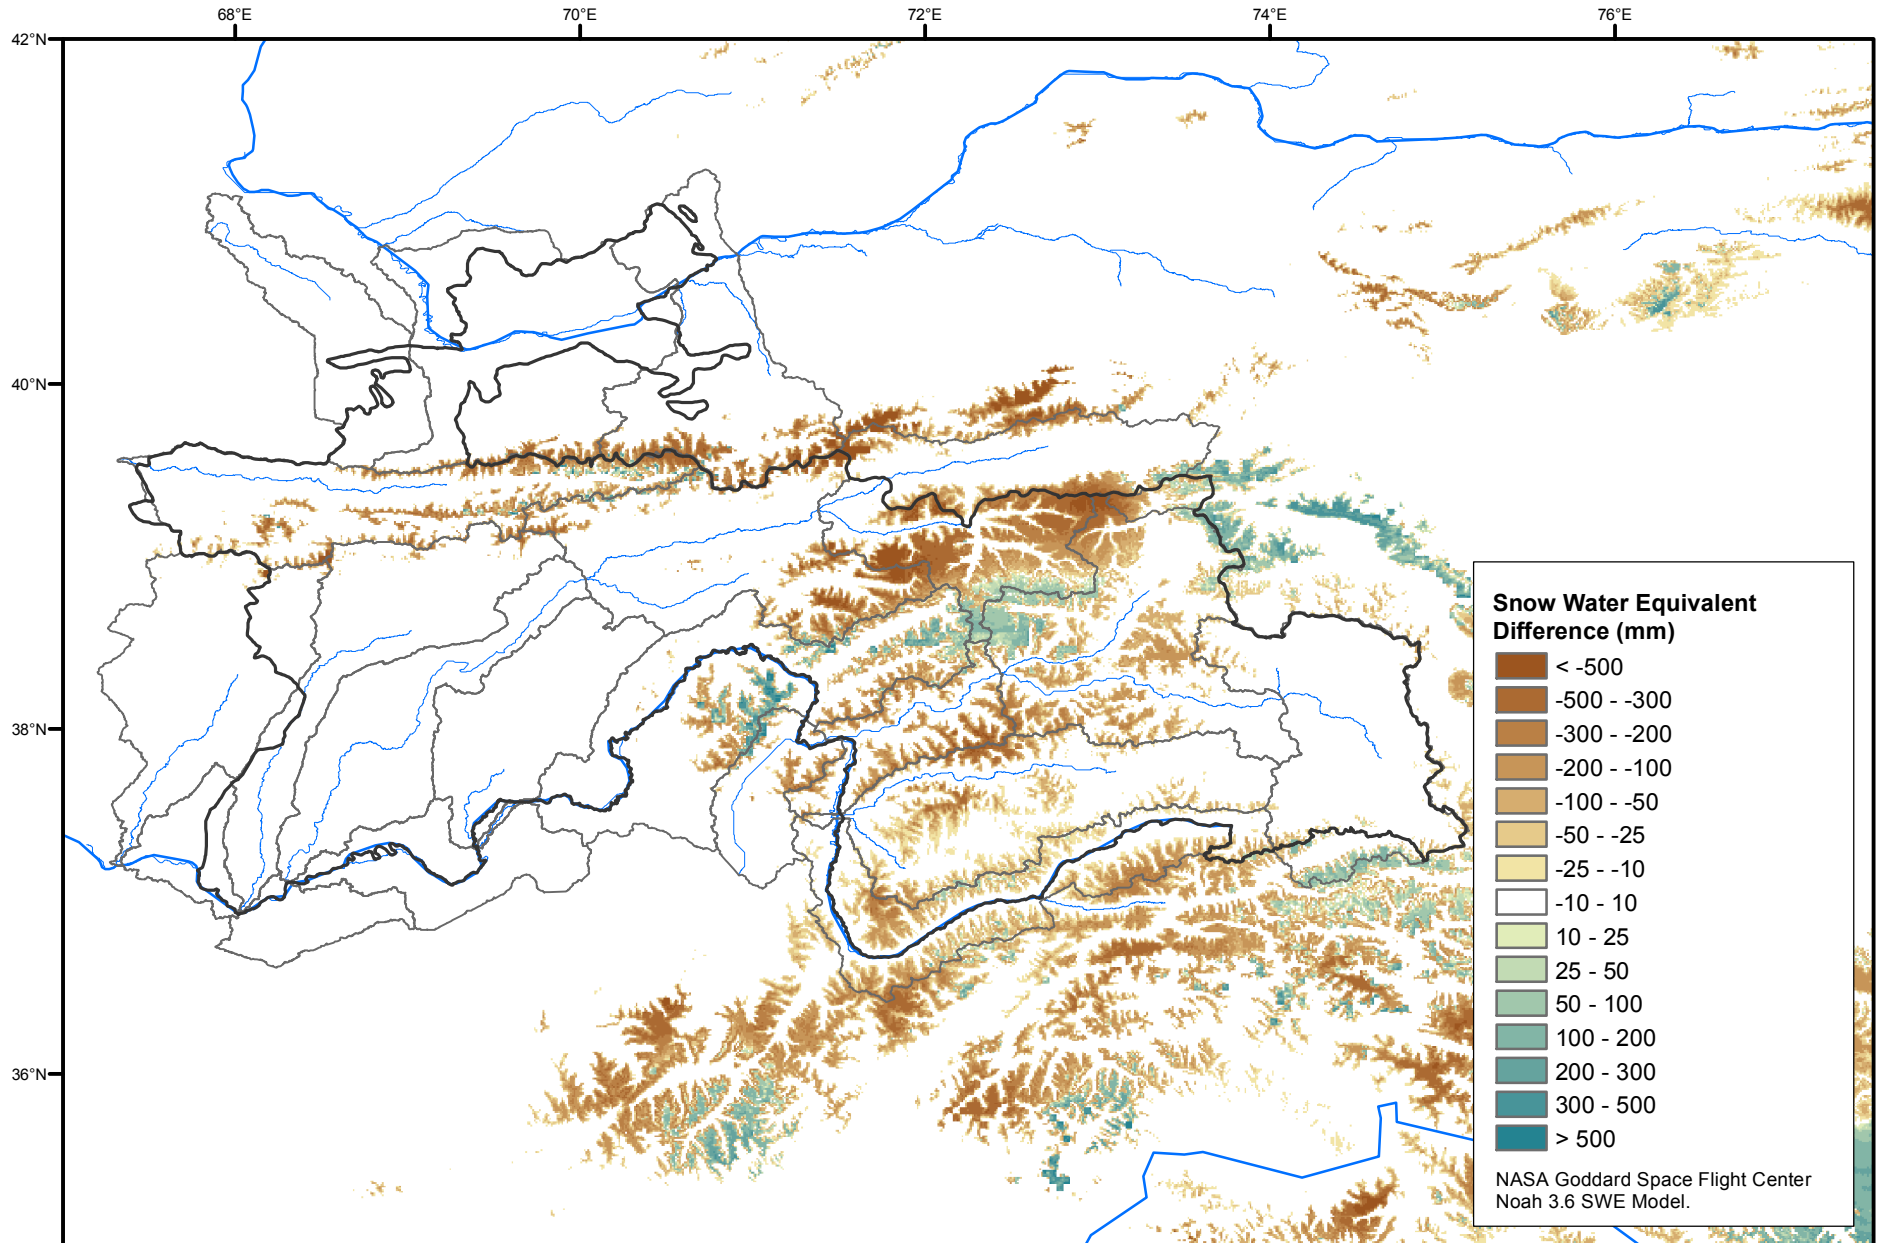 68°E
70°E
72°E
74°E
76°E
42°N
40°N
38°N
36°N
Snow Water Equivalent
Difference (mm)
< -500
-500 - -300
-300 - -200
-200 - -100
-100 - -50
-50 - -25
-25 - -10
-10 - 10
10 - 25
25 - 50
50 - 100
100 - 200
200 - 300
300 - 500
> 500
NASA Goddard Space Flight Center
Noah 3.6 SWE Model.